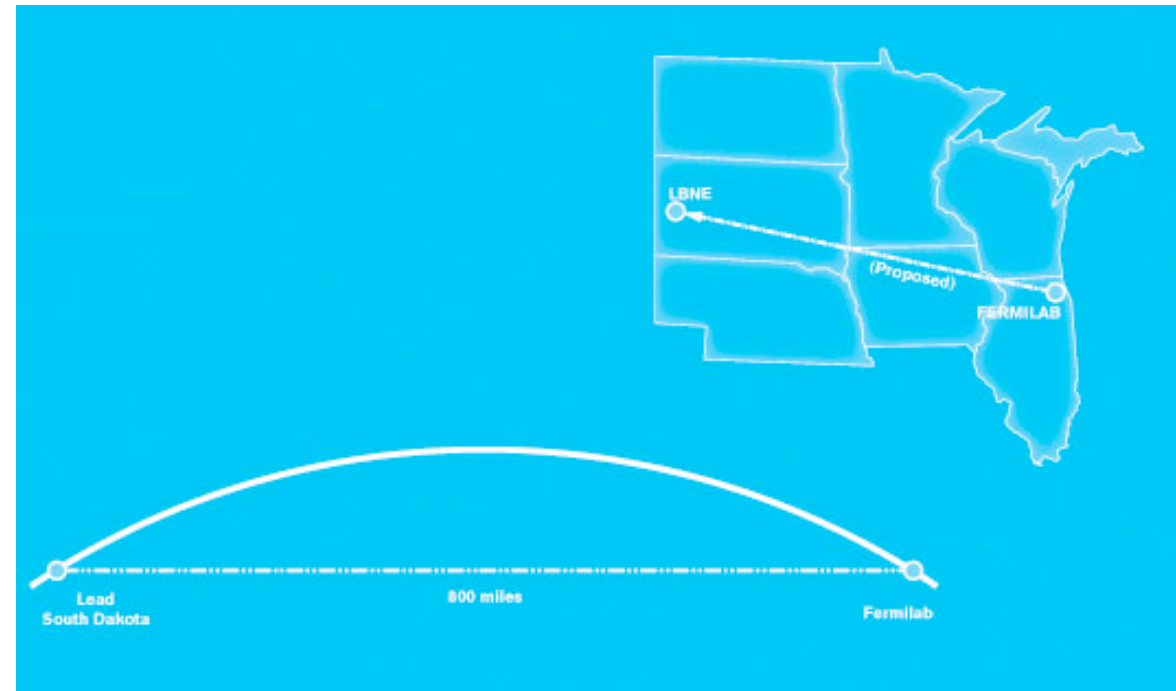 LBNE
(Proposed)
FERMILAB
Lead
South Dakota
800 miles
Fermilab